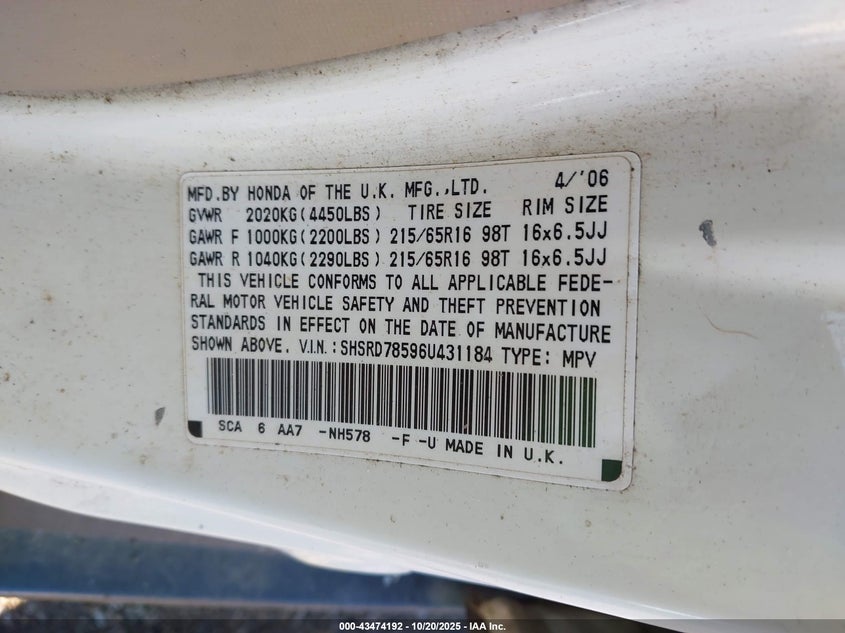 MFD.BY HONDA OF THE U.K. MFG.,LTD. 4/'06
GVWR 2020KG(4450LBS) TIRE SIZE RIM SIZE
GAWR F 1000KG(2200LBS) 215/65R16 98T 16x6.5JJ
GAWR R 1040KG(2290LBS) 215/65R16 98T 16x6.5JJ
THIS VEHICLE CONFORMS TO ALL APPLICABLE FEDE-
RAL MOTOR VEHICLE SAFETY AND THEFT PREVENTION
STANDARDS IN EFFECT ON THE DATE OF MANUFACTURE
SHOWN ABOVE. V.I.N.:SHSRD78596U431184 TYPE: MPV
SCA 6 AA7 -NH578 -F -U MADE IN U.K.
000-43474192 - 10/20/2025 - IAA Inc.